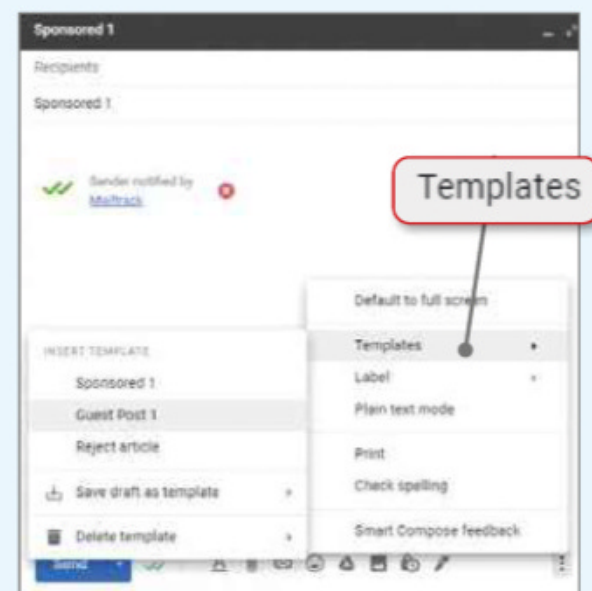 Sponsored 1
Recipients
Sponsored 1
Sender notified by
Mailtrack
Templates
Default to full screen
Templates
Label
Plain text mode
Print
Check spelling
Smart Compose feedback
INSERT TEMPLATE
Sponsored 1
Guest Post 1
Reject article
Save draft as template
Delete template
Send